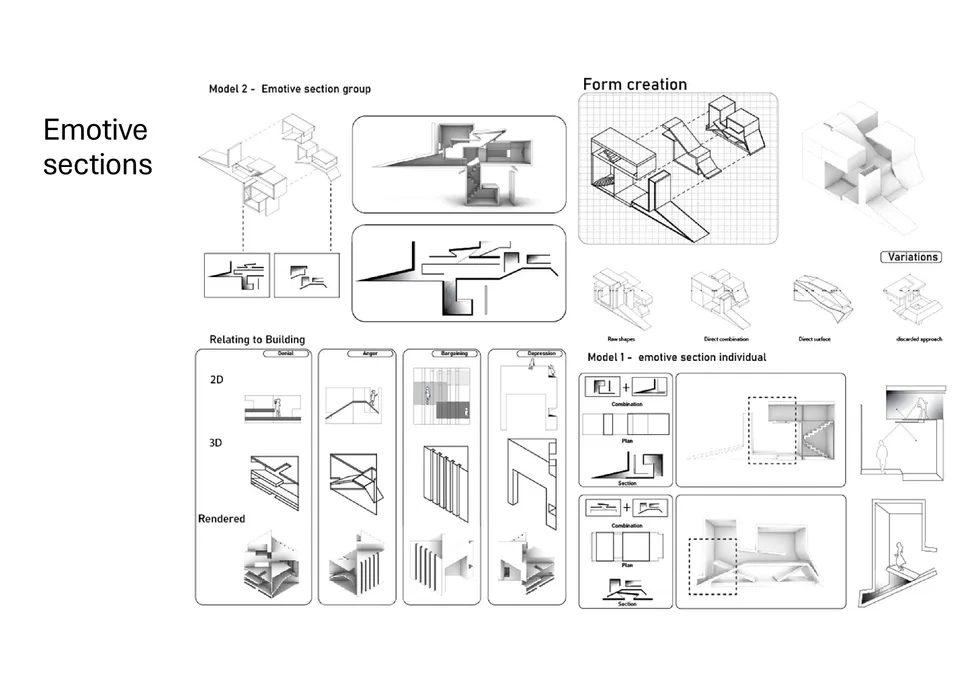 Emotive
sections
Model 2 - Emotive section group
Form creation
Variations
Raw shapes
Direct combination
Direct surface
discarded approach
Relating to Building
Denial
Anger
Bargaining
Depression
2D
3D
Rendered
Model 1 - emotive section individual
Combination
Plan
Section
Combination
Plan
Section